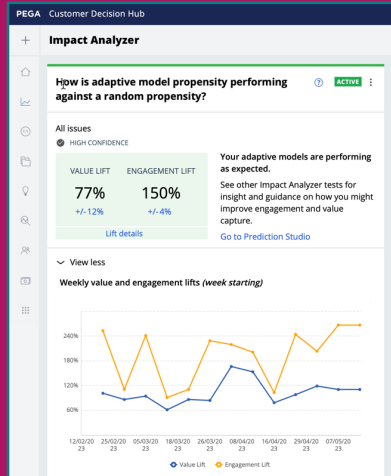 PEGA Customer Decision Hub
Impact Analyzer
How is adaptive model propensity performing
against a random propensity?
ACTIVE
All issues
HIGH CONFIDENCE
VALUE LIFT ENGAGEMENT LIFT
77% 150%
+/-12% +/-4%
Lift details
Your adaptive models are performing
as expected.
See other Impact Analyzer tests for
insight and guidance on how you might
improve engagement and value
capture.
Go to Prediction Studio
View less
Weekly value and engagement lifts (week starting)
240%
180%
120%
60%
12/02/20 25/02/20 05/03/20 18/03/20 26/03/20 08/04/20 16/04/20 29/04/20 07/05/20
23 23 23 23 23 23 23 23 23
Value Lift Engagement Lift